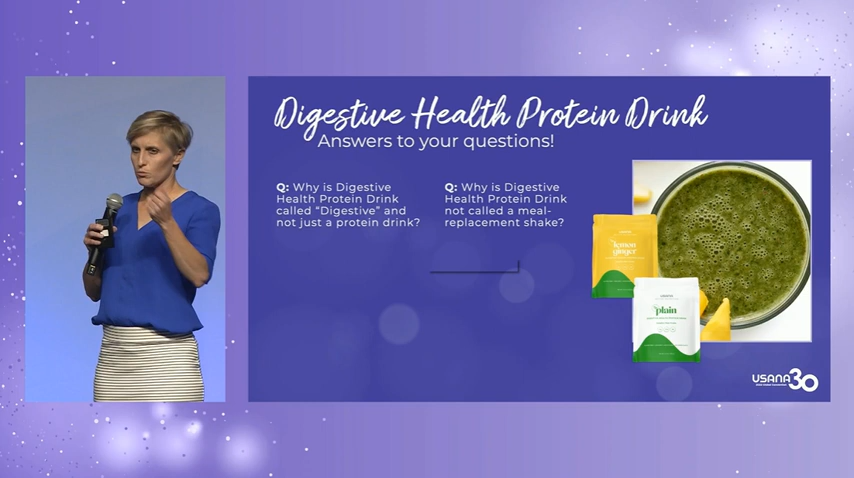 Digestive Health Protein Drink
Answers to your questions!
Q: Why is Digestive
Health Protein Drink
called “Digestive” and
not just a protein drink?
Q: Why is Digestive
Health Protein Drink
not called a meal-
replacement shake?
lemon
ginger
plain
USANA 30